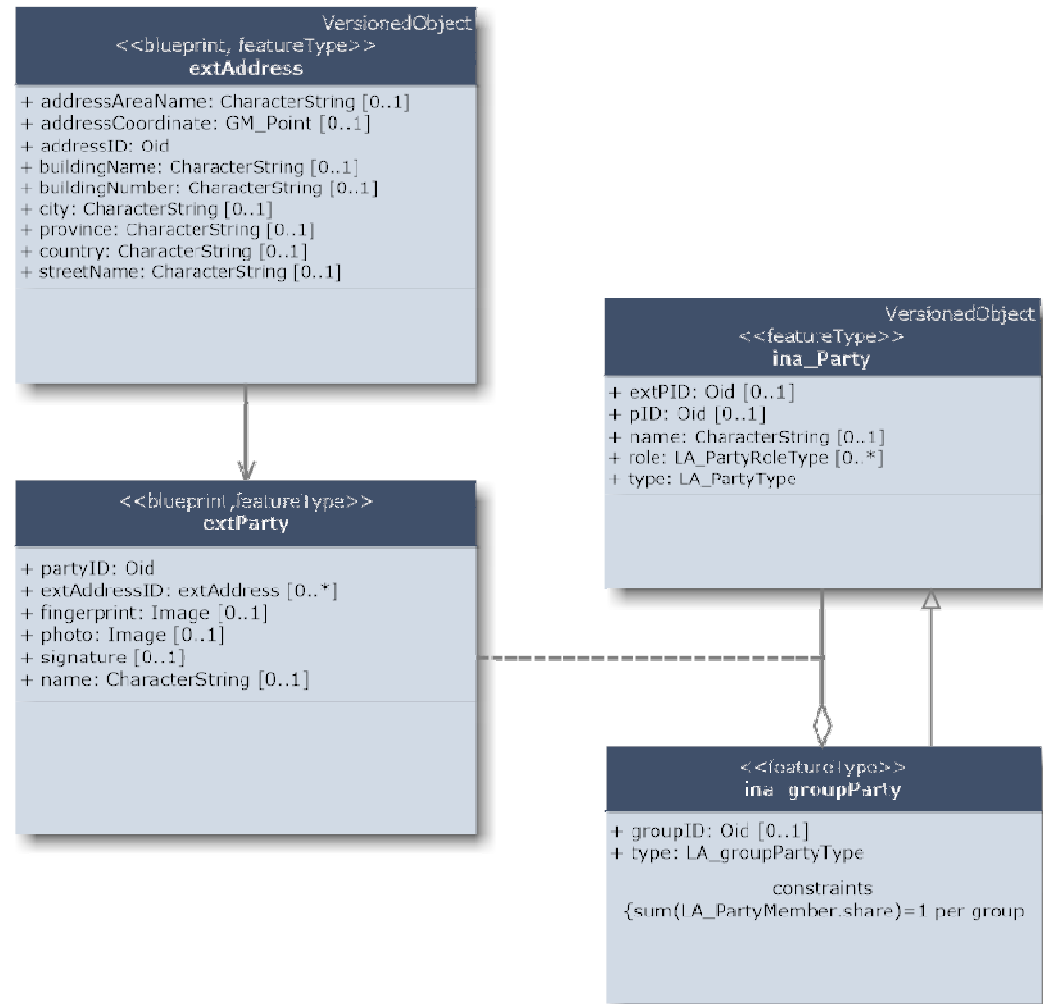 VersionedObject
<<blueprint, featureType>>
extAddress
+ addressAreaName: CharacterString [0..1]
+ addressCoordinate: GM_Point [0..1]
+ addressID: Oid
+ buildingName: CharacterString [0..1]
+ buildingNumber: CharacterString [0..1]
+ city: CharacterString [0..1]
+ province: CharacterString [0..1]
+ country: CharacterString [0..1]
+ streetName: CharacterString [0..1]
<<blueprint,featureType>>
extParty
+ partyID: Oid
+ extAddressID: extAddress [0..*]
+ fingerprint: Image [0..1]
+ photo: Image [0..1]
+ signature [0..1]
+ name: CharacterString [0..1]
VersionedObject
<<featureType>>
ina_Party
+ extPID: Oid [0..1]
+ pID: Oid [0..1]
+ name: CharacterString [0..1]
+ role: LA_PartyRoleType [0..*]
+ type: LA_PartyType
<<featureType>>
ina_groupParty
+ groupID: Oid [0..1]
+ type: LA_groupPartyType
constraints
{sum(LA_PartyMember.share)=1 per group